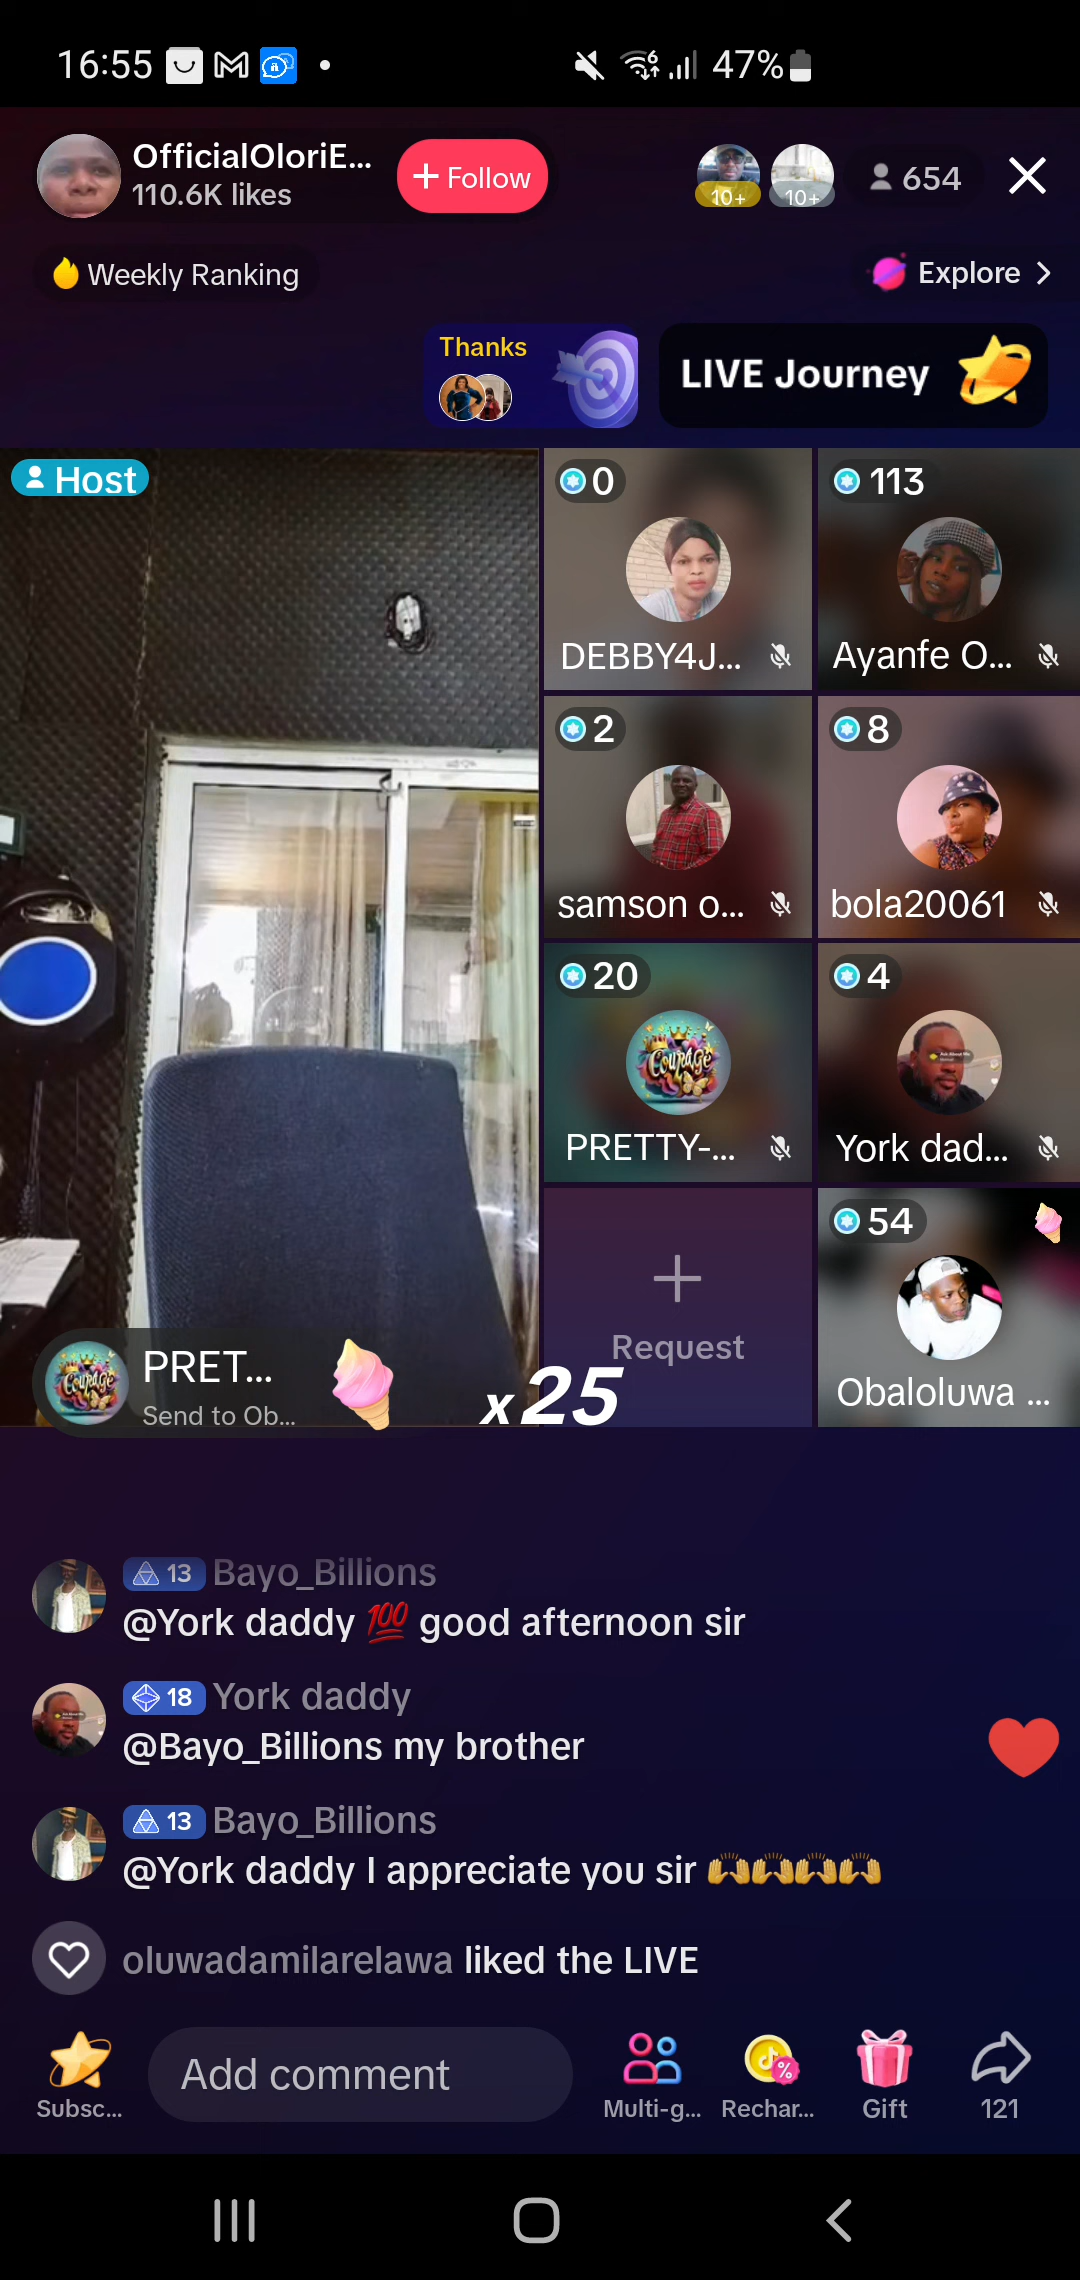 16:55
47%
OfficialOloriE...
110.6K likes
+ Follow
10+
10+
654
Weekly Ranking
Explore
Thanks
LIVE Journey
Host
0
DEBBY4J...
113
Ayanfe O...
2
samson o...
8
bola20061
20
Courage
PRETTY-...
4
York dad...
Request
54
Obaloluwa ...
Courage
PRET...
Send to Ob...
x25
13 Bayo_Billions
@York daddy 💯 good afternoon sir
18 York daddy
@Bayo_Billions my brother
13 Bayo_Billions
@York daddy I appreciate you sir 🙌🙌🙌🙌
oluwadamilarelawa liked the LIVE
Subsc...
Add comment
Multi-g...
Rechar...
Gift
121